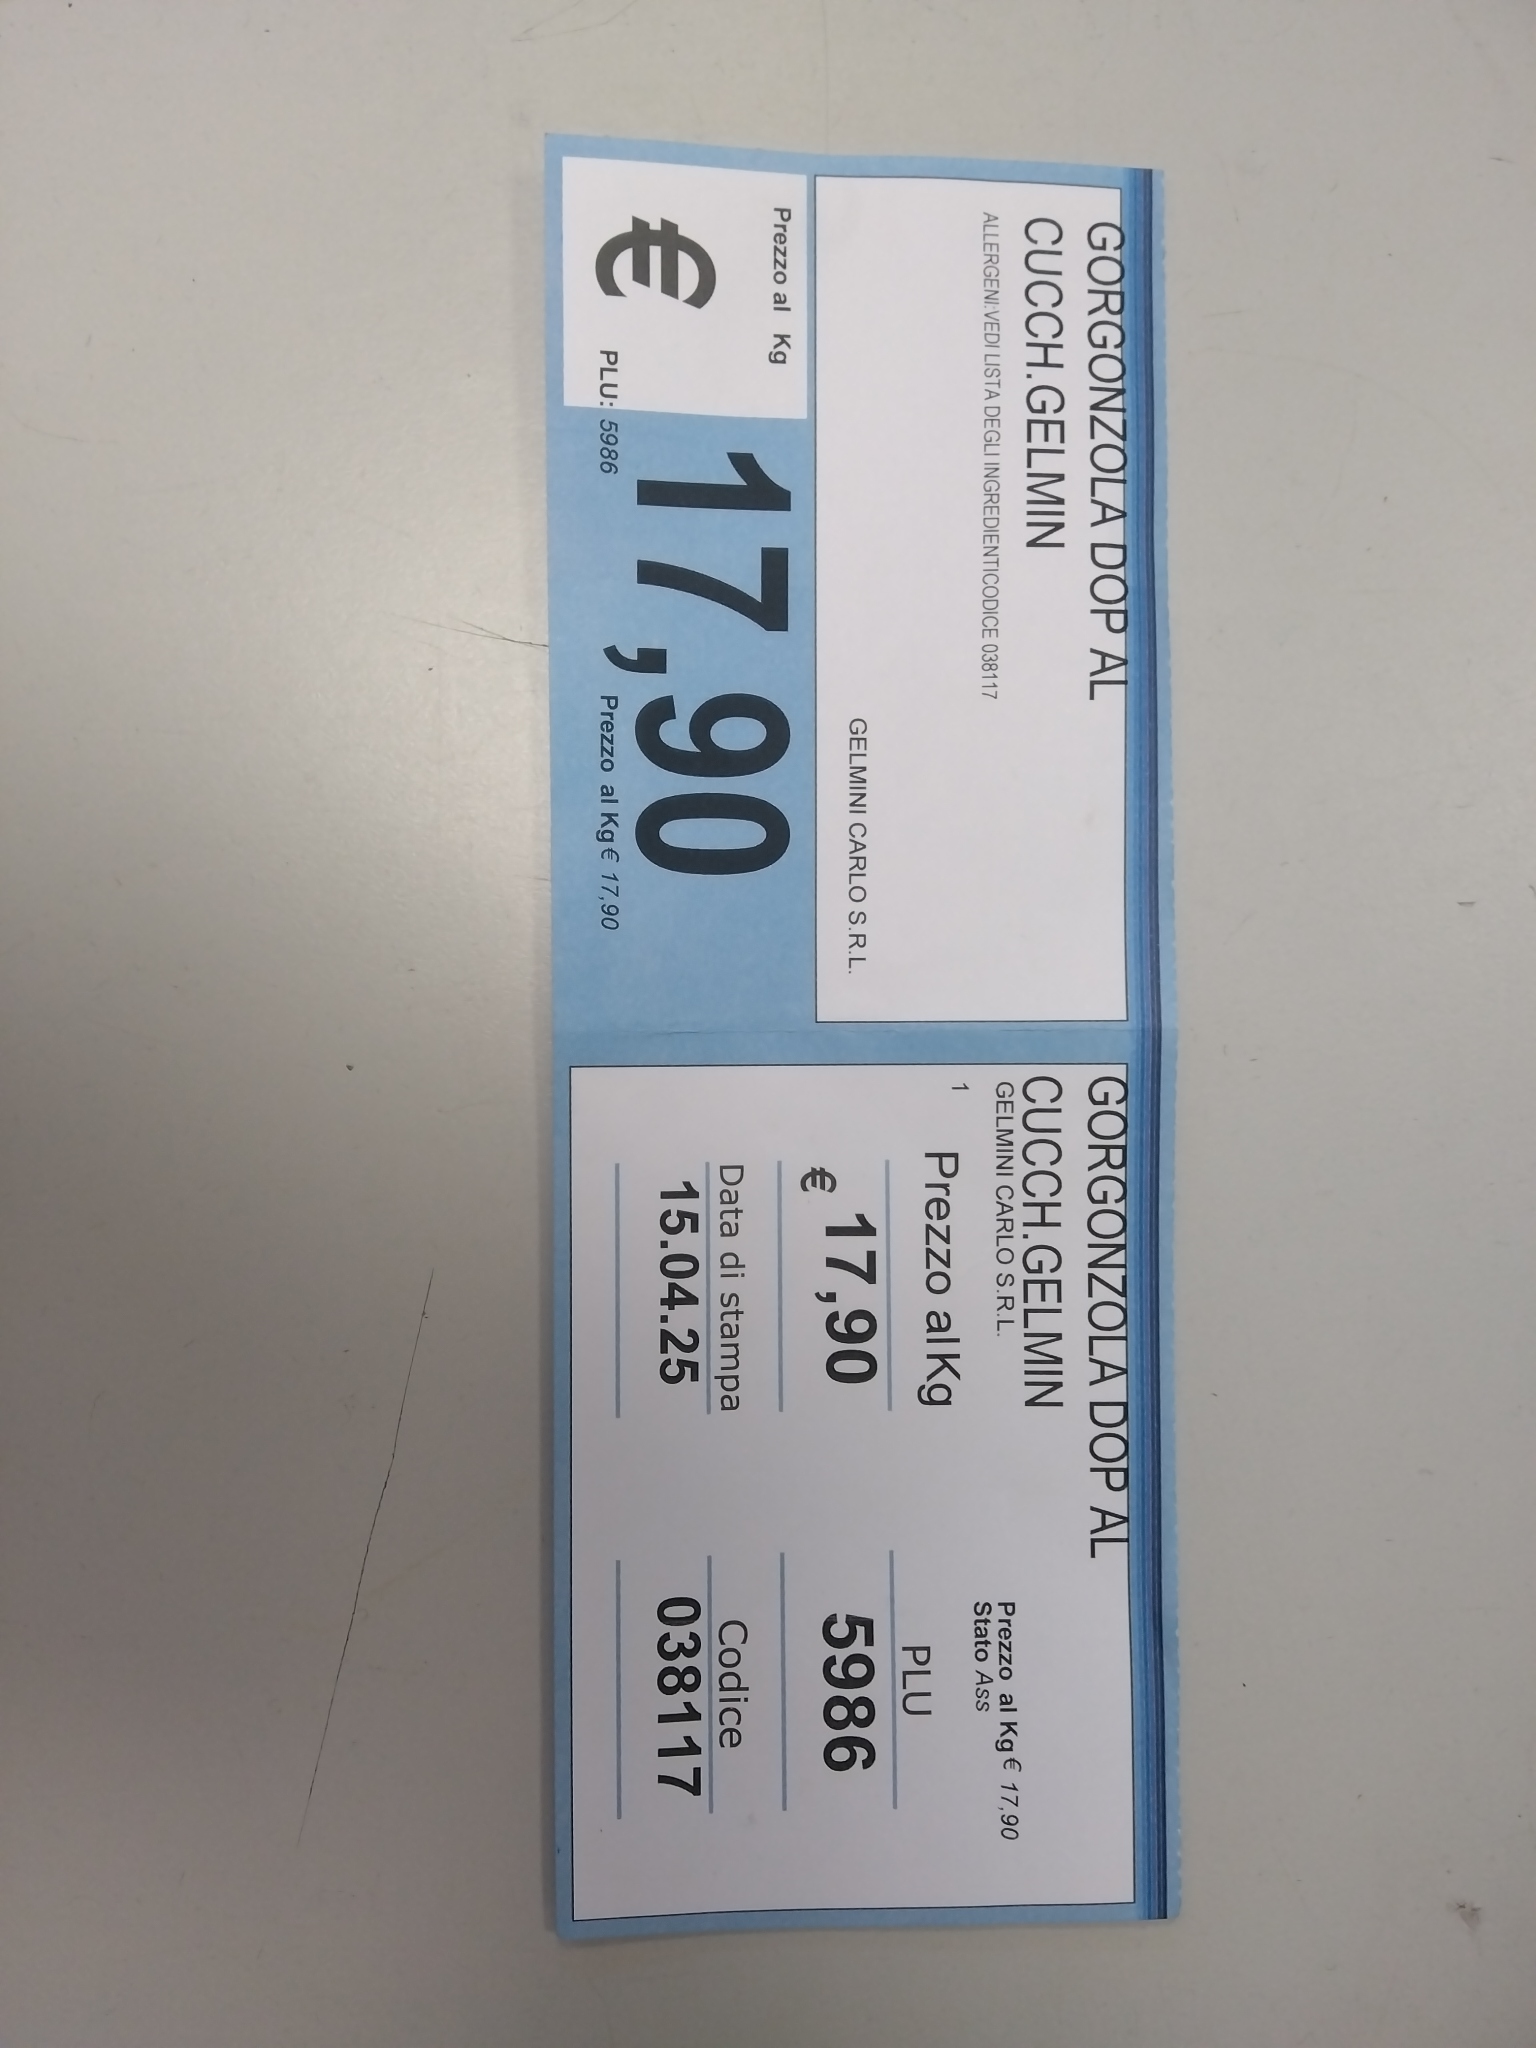 GORGONZOLA DOP AL
CUCCH.GELMIN
ALLERGENI:VEDI LISTA DEGLI INGREDIENTICODICE 038117
GELMINI CARLO S.R.L.
Prezzo al Kg
€ 17,90
PLU: 5986 Prezzo al Kg € 17,90
GORGONZOLA DOP AL
CUCCH.GELMIN
GELMINI CARLO S.R.L.
Prezzo al Kg € 17,90
Stato Ass
1
Prezzo al Kg
€ 17,90
PLU
5986
Data di stampa
15.04.25
Codice
038117